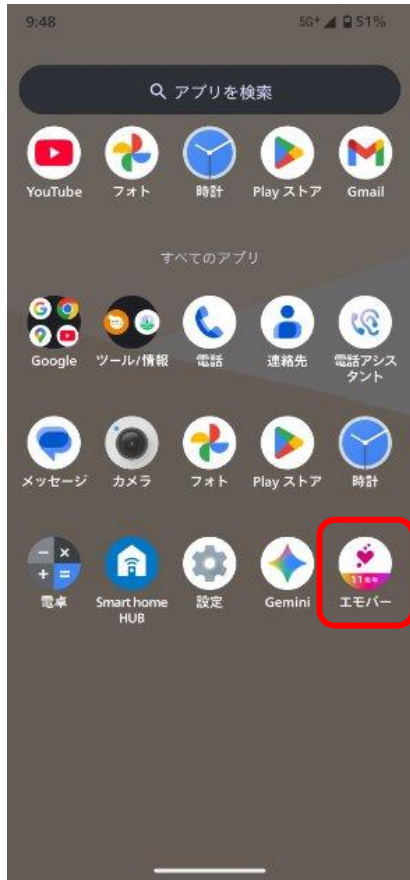 9:48 5G+ 51%
アプリを検索
YouTube フォト 時計 Play ストア Gmail
すべてのアプリ
Google ツール/情報 電話 連絡先 電話アシス
タント
メッセージ カメラ フォト Play ストア 時計
11周年
電卓 Smart home 設定 Gemini エモパー
HUB